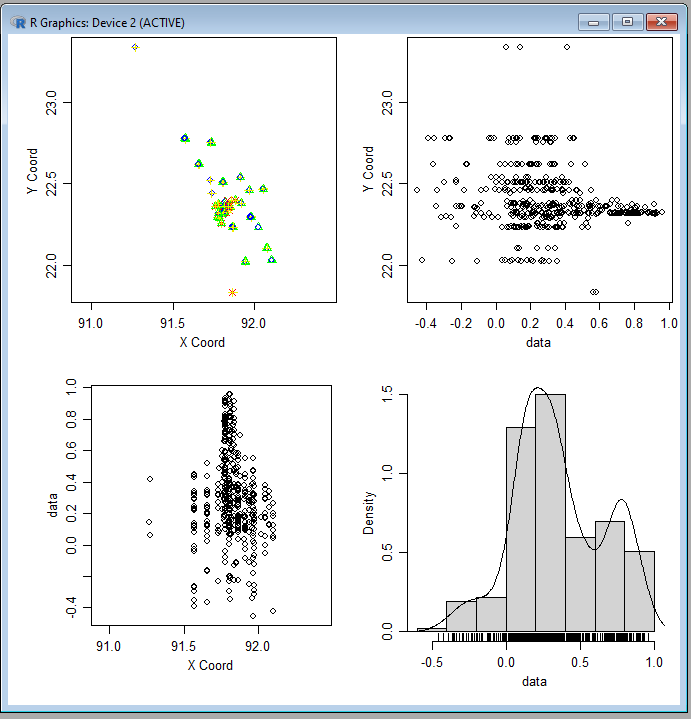 R Graphics: Device 2 (ACTIVE)
Y Coord
23.0
22.5
22.0
91.0 91.5 92.0
X Coord
Y Coord
23.0
22.5
22.0
-0.4 -0.2 0.0 0.2 0.4 0.6 0.8 1.0
data
data
1.0
0.8
0.6
0.4
0.2
0.0
-0.4
91.0 91.5 92.0
X Coord
Density
1.5
1.0
0.5
0.0
-0.5 0.0 0.5 1.0
data